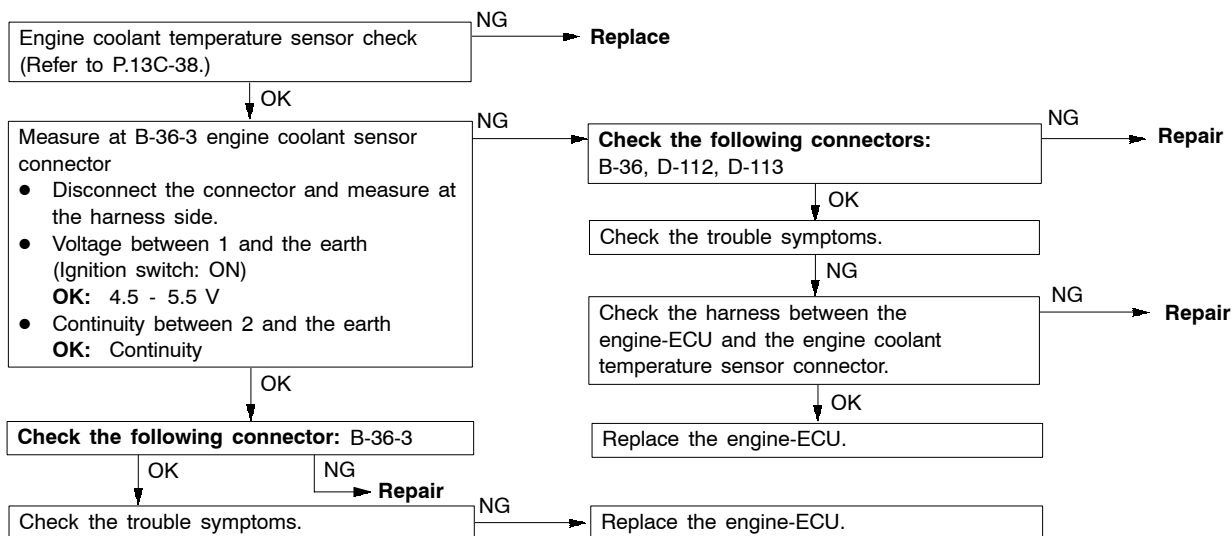 Engine coolant temperature sensor check
(Refer to P.13C-38.)
NG
Replace
OK
Measure at B-36-3 engine coolant sensor
connector
● Disconnect the connector and measure at
the harness side.
● Voltage between 1 and the earth
(Ignition switch: ON)
OK: 4.5 - 5.5 V
● Continuity between 2 and the earth
OK: Continuity
NG
Check the following connectors:
B-36, D-112, D-113
NG
Repair
OK
Check the trouble symptoms.
NG
Check the harness between the
engine-ECU and the engine coolant
temperature sensor connector.
NG
Repair
OK
Replace the engine-ECU.
OK
Check the following connector: B-36-3
OK
NG
Repair
Check the trouble symptoms.
NG
Replace the engine-ECU.